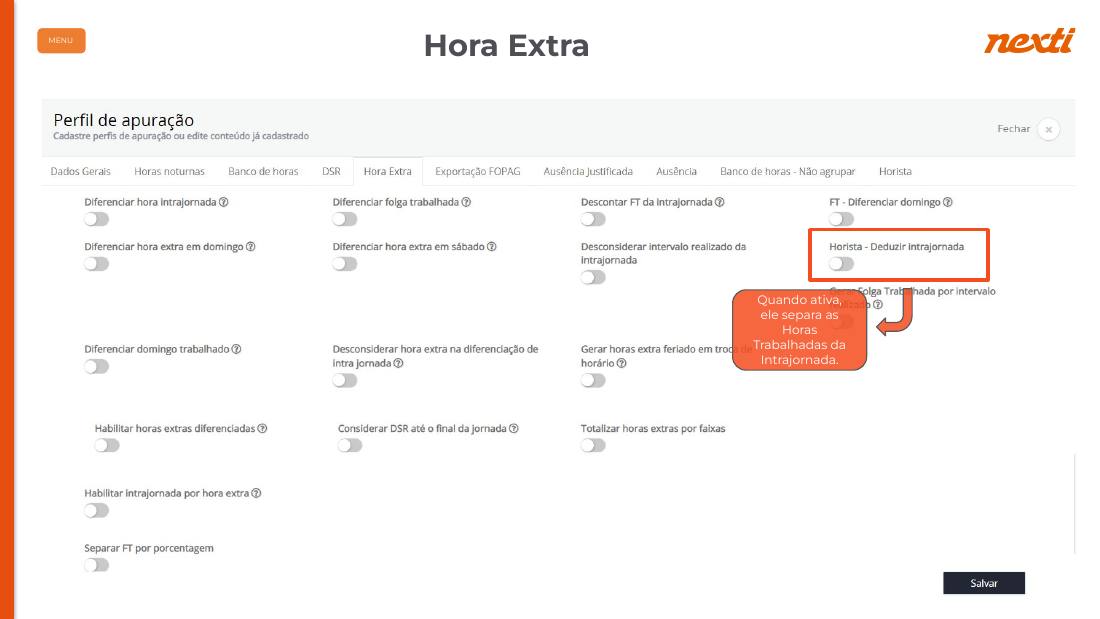 MENU
Hora Extra
nexti
Perfil de apuração
Cadastre perfis de apuração ou edite conteúdo já cadastrado
Fechar
Dados Gerais
Horas noturnas
Banco de horas
DSR
Hora Extra
Exportação FOPAG
Ausência Justificada
Ausência
Banco de horas - Não agrupar
Horista
Diferenciar hora intrajornada
Diferenciar folga trabalhada
Descontar FT da intrajornada
FT - Diferenciar domingo
Diferenciar hora extra em domingo
Diferenciar hora extra em sábado
Desconsiderar intervalo realizado da
intrajornada
Horista - Deduzir intrajornada
Gerar Folga Trabalhada por intervalo
Quando ativa,
ele separa as
Horas
Trabalhadas da
Intrajornada.
Diferenciar domingo trabalhado
Desconsiderar hora extra na diferenciação de
intra jornada
Gerar horas extra feriado em troca de
horário
Habilitar horas extras diferenciadas
Considerar DSR até o final da jornada
Totalizar horas extras por faixas
Habilitar intrajornada por hora extra
Separar FT por porcentagem
Salvar